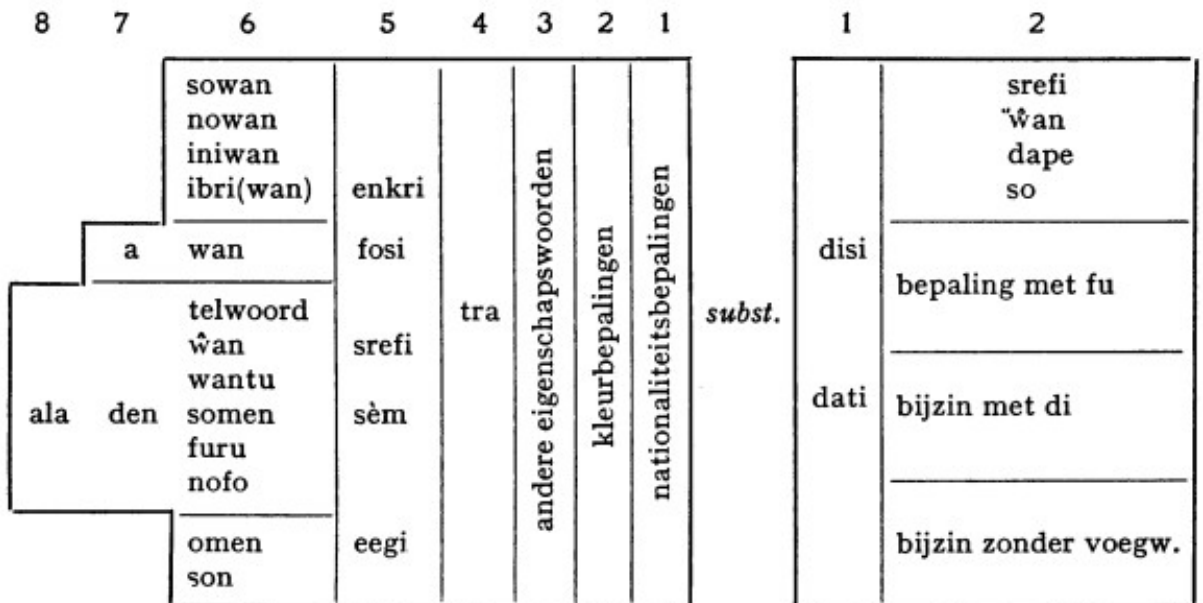 8 7 6 5 4 3 2 1 1 2
sowan srefi
nowan ŵan
iniwan dape
ibri(wan) enkri so
a wan fosi disi
bepaling met fu
telwoord tra subst.
ŵan srefi
wantu
ala den somen sèm dati bijzin met di
furu
nofo
omen eegi bijzin zonder voegw.
son
andere eigenschapswoorden
kleurbepalingen
nationaliteitsbepalingen